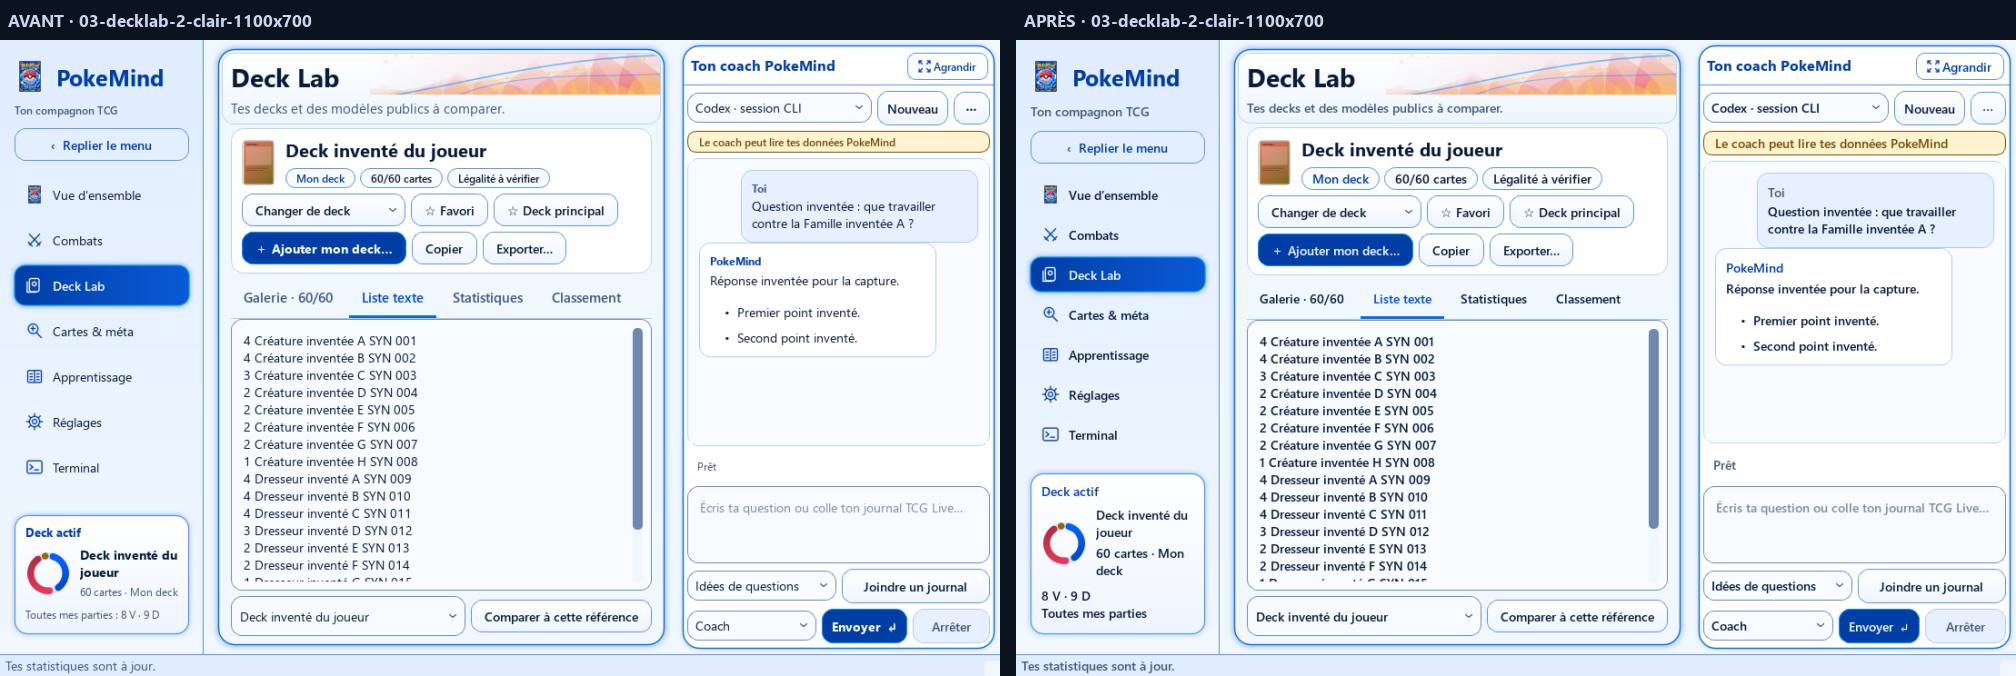 AVANT · 03-decklab-2-clair-1100x700
PokeMind
Ton compagnon TCG
‹ Replier le menu
Vue d'ensemble
Combats
Deck Lab
Cartes & méta
Apprentissage
Réglages
Terminal
Deck actif
Deck inventé du
joueur
60 cartes · Mon deck
Toutes mes parties : 8 V · 9 D
Deck Lab
Tes decks et des modèles publics à comparer.
Deck inventé du joueur
Mon deck
60/60 cartes
Légalité à vérifier
Changer de deck
☆ Favori
☆ Deck principal
+ Ajouter mon deck...
Copier
Exporter...
Galerie · 60/60
Liste texte
Statistiques
Classement
4 Créature inventée A SYN 001
4 Créature inventée B SYN 002
3 Créature inventée C SYN 003
2 Créature inventée D SYN 004
2 Créature inventée E SYN 005
2 Créature inventée F SYN 006
2 Créature inventée G SYN 007
1 Créature inventée H SYN 008
4 Dresseur inventé A SYN 009
4 Dresseur inventé B SYN 010
4 Dresseur inventé C SYN 011
3 Dresseur inventé D SYN 012
2 Dresseur inventé E SYN 013
2 Dresseur inventé F SYN 014
1 Dresseur inventé G SYN 015
Deck inventé du joueur
Comparer à cette référence
Ton coach PokeMind
Agrandir
Codex · session CLI
Nouveau
...
Le coach peut lire tes données PokeMind
Toi
Question inventée : que travailler
contre la Famille inventée A ?
PokeMind
Réponse inventée pour la capture.
• Premier point inventé.
• Second point inventé.
Prêt
Écris ta question ou colle ton journal TCG Live...
Idées de questions
Joindre un journal
Coach
Envoyer ↲
Arrêter
Tes statistiques sont à jour.
APRÈS · 03-decklab-2-clair-1100x700
PokeMind
Ton compagnon TCG
‹ Replier le menu
Vue d'ensemble
Combats
Deck Lab
Cartes & méta
Apprentissage
Réglages
Terminal
Deck actif
Deck inventé du
joueur
60 cartes · Mon
deck
8 V · 9 D
Toutes mes parties
Deck Lab
Tes decks et des modèles publics à comparer.
Deck inventé du joueur
Mon deck
60/60 cartes
Légalité à vérifier
Changer de deck
☆ Favori
☆ Deck principal
+ Ajouter mon deck...
Copier
Exporter...
Galerie · 60/60
Liste texte
Statistiques
Classement
4 Créature inventée A SYN 001
4 Créature inventée B SYN 002
3 Créature inventée C SYN 003
2 Créature inventée D SYN 004
2 Créature inventée E SYN 005
2 Créature inventée F SYN 006
2 Créature inventée G SYN 007
1 Créature inventée H SYN 008
4 Dresseur inventé A SYN 009
4 Dresseur inventé B SYN 010
4 Dresseur inventé C SYN 011
3 Dresseur inventé D SYN 012
2 Dresseur inventé E SYN 013
2 Dresseur inventé F SYN 014
1 Dresseur inventé G SYN 015
Deck inventé du joueur
Comparer à cette référence
Ton coach PokeMind
Agrandir
Codex · session CLI
Nouveau
...
Le coach peut lire tes données PokeMind
Toi
Question inventée : que travailler
contre la Famille inventée A ?
PokeMind
Réponse inventée pour la capture.
• Premier point inventé.
• Second point inventé.
Prêt
Écris ta question ou colle ton journal TCG Live...
Idées de questions
Joindre un journal
Coach
Envoyer ↲
Arrêter
Tes statistiques sont à jour.